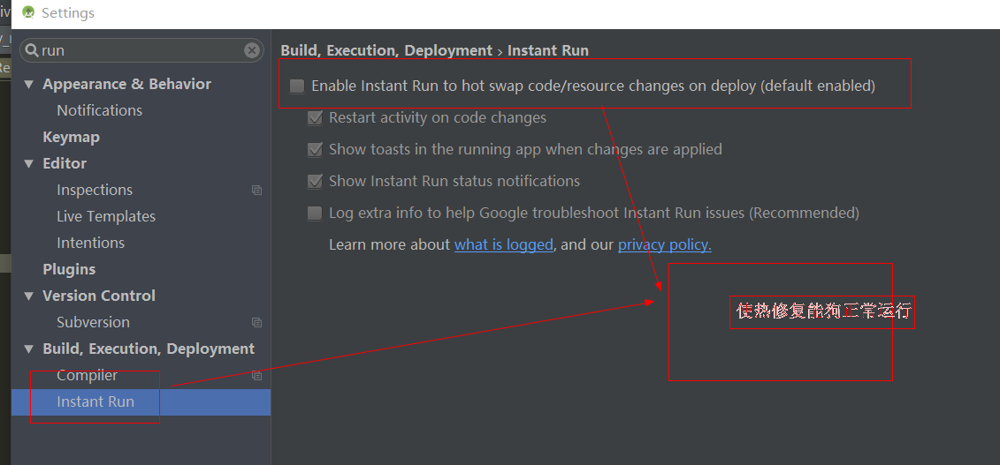 Settings
run
Appearance & Behavior
Notifications
Keymap
Editor
Inspections
Live Templates
Intentions
Plugins
Version Control
Subversion
Build, Execution, Deployment
Compiler
Instant Run
Build, Execution, Deployment › Instant Run
Enable Instant Run to hot swap code/resource changes on deploy (default enabled)
Restart activity on code changes
Show toasts in the running app when changes are applied
Show Instant Run status notifications
Log extra info to help Google troubleshoot Instant Run issues (Recommended)
Learn more about what is logged, and our privacy policy.
使热修复能狗正常运行